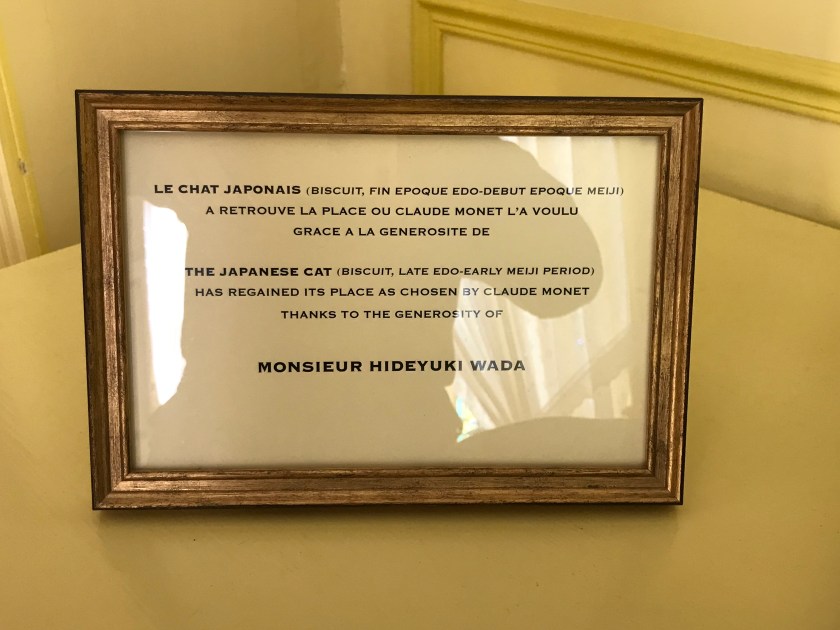 LE CHAT JAPONAIS (BISCUIT, FIN EPOQUE EDO-DEBUT EPOQUE MEIJI)
A RETROUVE LA PLACE OU CLAUDE MONET L'A VOULU
GRACE A LA GENEROSITE DE
THE JAPANESE CAT (BISCUIT, LATE EDO-EARLY MEIJI PERIOD)
HAS REGAINED ITS PLACE AS CHOSEN BY CLAUDE MONET
THANKS TO THE GENEROSITY OF
MONSIEUR HIDEYUKI WADA